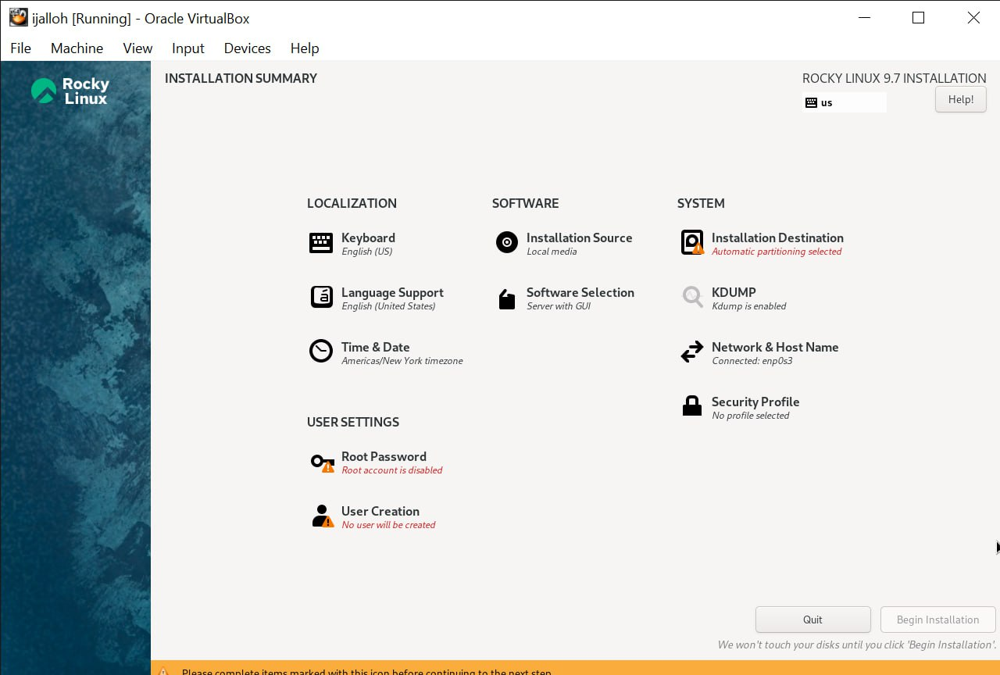 ijalloh [Running] - Oracle VirtualBox
File Machine View Input Devices Help
Rocky
Linux
INSTALLATION SUMMARY
ROCKY LINUX 9.7 INSTALLATION
us
Help!
LOCALIZATION
Keyboard
English (US)
Language Support
English (United States)
Time & Date
Americas/New York timezone
SOFTWARE
Installation Source
Local media
Software Selection
Server with GUI
SYSTEM
Installation Destination
Automatic partitioning selected
KDUMP
Kdump is enabled
Network & Host Name
Connected: enp0s3
Security Profile
No profile selected
USER SETTINGS
Root Password
Root account is disabled
User Creation
No user will be created
Quit
Begin Installation
We won't touch your disks until you click 'Begin Installation'.
Please complete items marked with this icon before continuing to the next step.